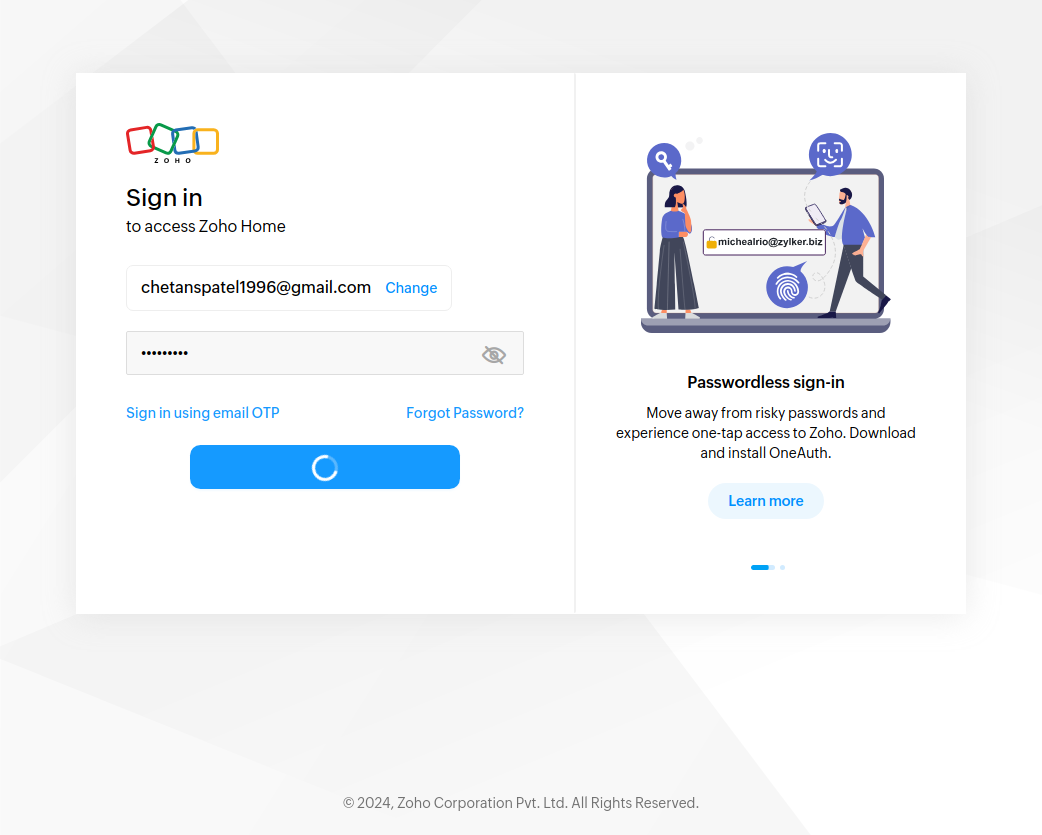 ZOHO
Sign in
to access Zoho Home
chetanspatel1996@gmail.com Change
•••••••••
Sign in using email OTP Forgot Password?
michealrio@zylker.biz
Passwordless sign-in
Move away from risky passwords and
experience one-tap access to Zoho. Download
and install OneAuth.
Learn more
© 2024, Zoho Corporation Pvt. Ltd. All Rights Reserved.